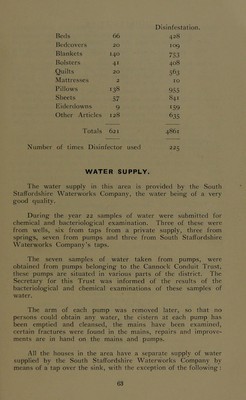 Disinfestation.
Beds 66 428
Bedcovers 20 109
Blankets 140 753
Bolsters 41 408
Quilts 20 363
Mattresses 2 10
Pillows 138 953
Sheets 57 841
Eiderdowns 9 159
Other Articles 128 635
Totals 621 4861
Number of times Disinfector used 225
WATER SUPPLY.
The water supply in this area is provided by the South
Staffordshire Waterworks Company, the water being of a very
good quality.
During the year 22 samples of water were submitted for
chemical and bacteriological examination. Three of these were
from wells, six from taps from a private supply, three from
springs, seven from pumps and three from South Staffordshire
Waterworks Company's taps.
The seven samples of water taken from pumps, were
obtained from pumps belonging to the Cannock Conduit Trust,
these pumps are situated in various parts of the district. The
Secretary for this Trust was informed of the results of the
bacteriological and chemical examinations of these samples of
water.
The arm of each pump was removed later, so that no
persons could obtain any water, the cistern at each pump has
been emptied and cleansed, the mains have been examined,
certain fractures were found in the mains, repairs and improve-
ments are in hand on the mains and pumps.
All the houses in the area have a separate supply of water
supplied by the South Staffordshire Waterworks Company by
means of a tap over the sink, with the exception of the following :
68